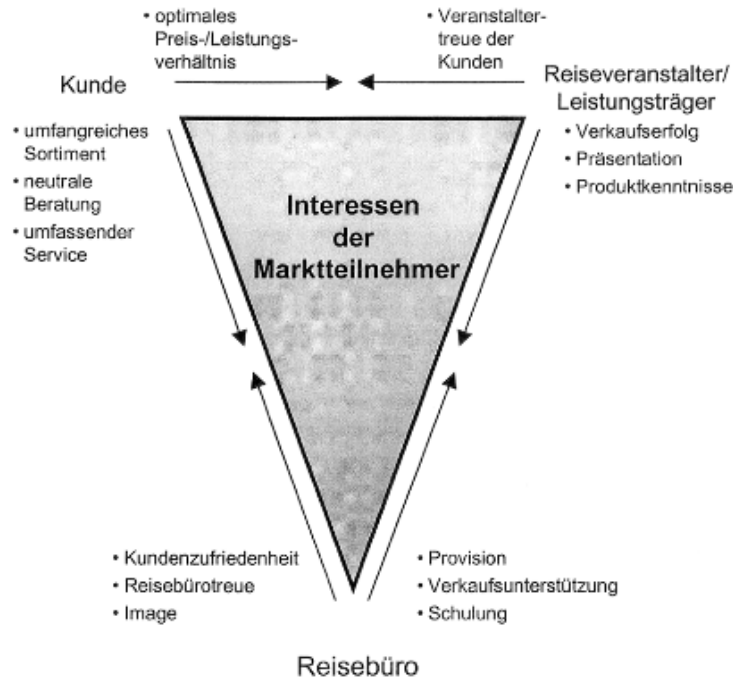 • optimales
Preis-/Leistungs-
verhältnis
• Veranstalter-
treue der
Kunden
Kunde
Reiseveranstalter/
Leistungsträger
• umfangreiches
Sortiment
• neutrale
Beratung
• umfassender
Service
• Verkaufserfolg
• Präsentation
• Produktkenntnisse
Interessen
der
Marktteilnehmer
• Kundenzufriedenheit
• Reisebürotreue
• Image
• Provision
• Verkaufsunterstützung
• Schulung
Reisebüro